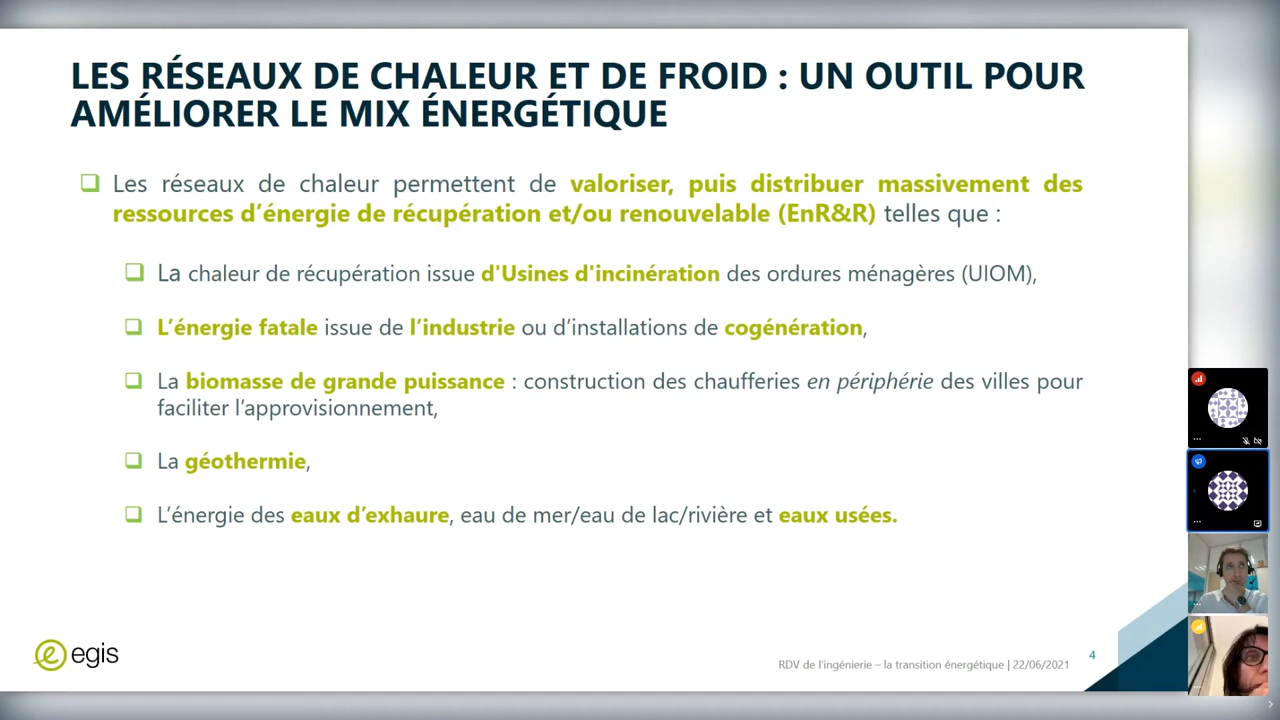 LES RÉSEAUX DE CHALEUR ET DE FROID : UN OUTIL POUR
AMÉLIORER LE MIX ÉNERGÉTIQUE
Les réseaux de chaleur permettent de valoriser, puis distribuer massivement des
ressources d’énergie de récupération et/ou renouvelable (EnR&R) telles que :
La chaleur de récupération issue d'Usines d'incinération des ordures ménagères (UIOM),
L’énergie fatale issue de l’industrie ou d’installations de cogénération,
La biomasse de grande puissance : construction des chaufferies en périphérie des villes pour
faciliter l’approvisionnement,
La géothermie,
L’énergie des eaux d’exhaure, eau de mer/eau de lac/rivière et eaux usées.
egis
RDV de l’ingénierie – la transition énergétique | 22/06/2021
4